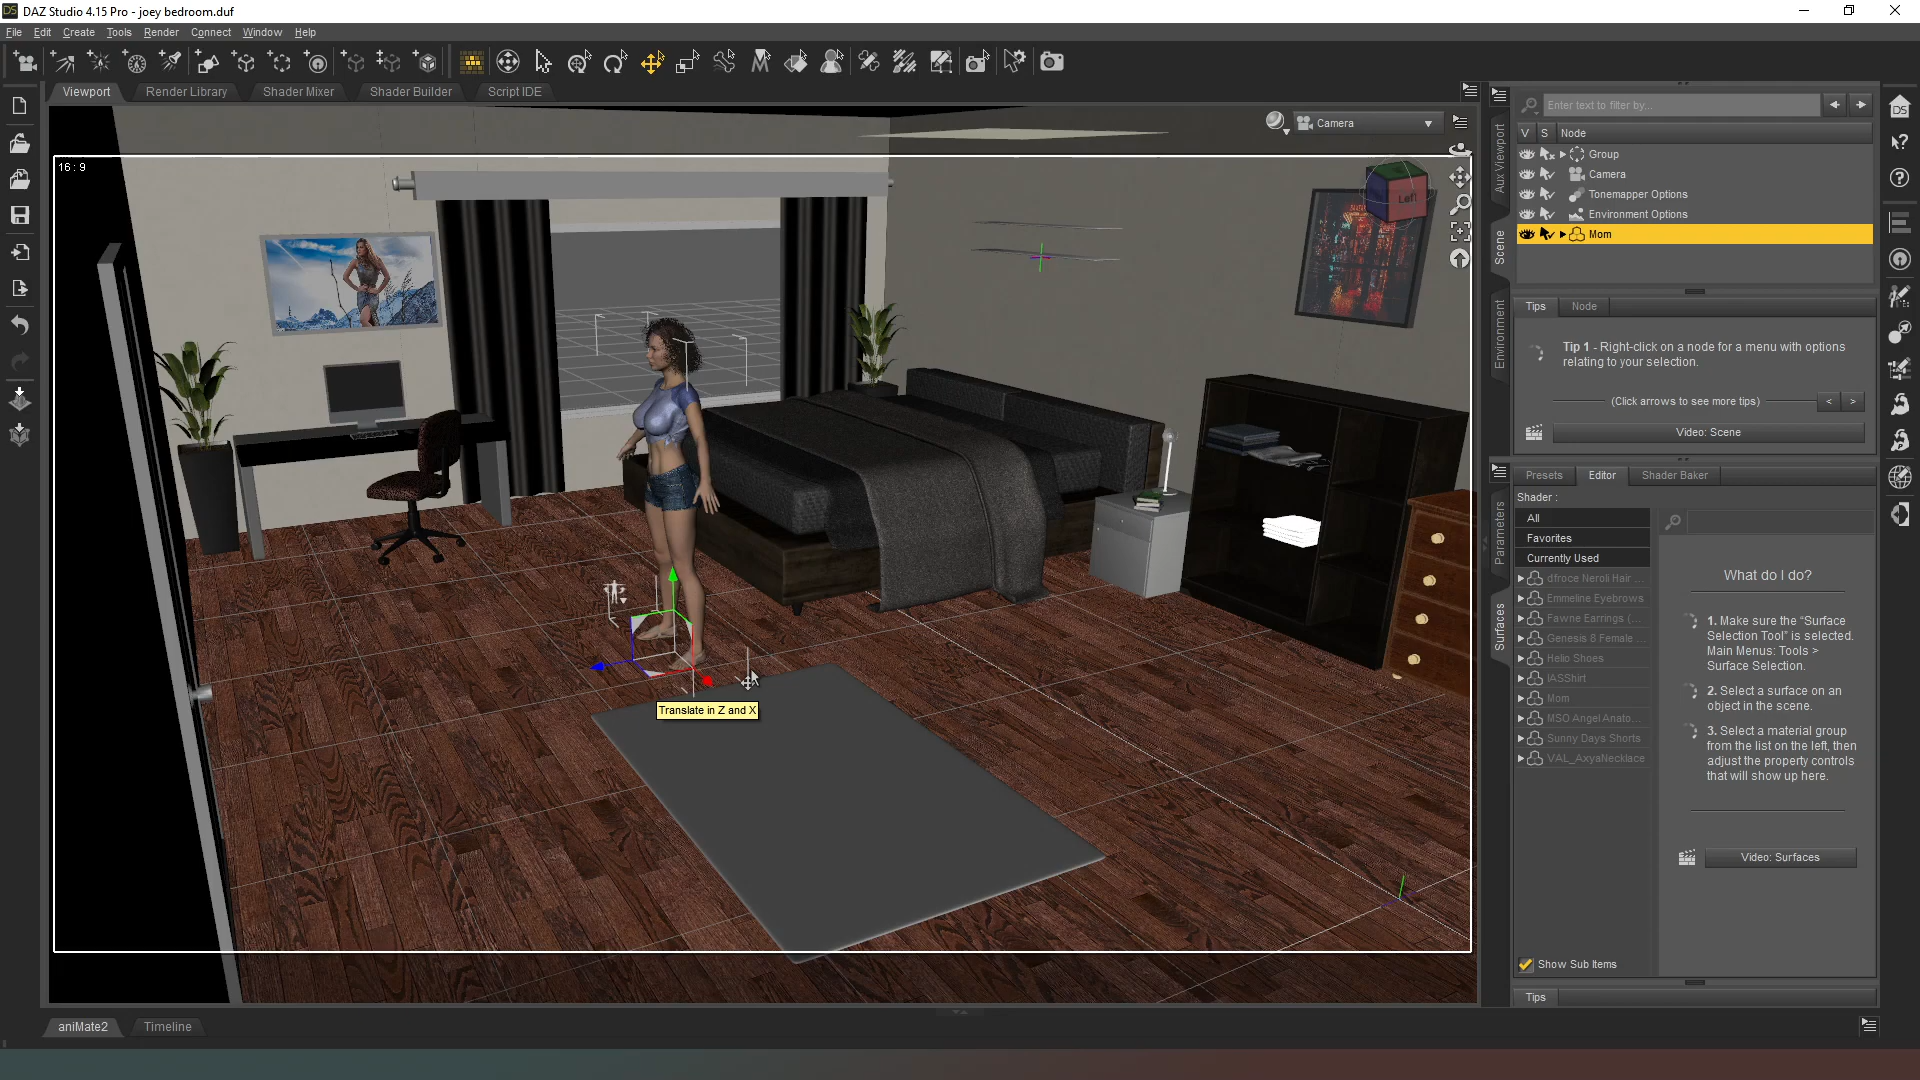 DS DAZ Studio 4.15 Pro - joey bedroom.duf
File Edit Create Tools Render Connect Window Help
Viewport Render Library Shader Mixer Shader Builder Script IDE
16 : 9
Camera
Left
Translate in Z and X
aniMate2 Timeline
Aux Viewport
Scene
Environment
Enter text to filter by...
V S Node
Group
Camera
Tonemapper Options
Environment Options
Mom
Tips Node
Tip 1 - Right-click on a node for a menu with options
relating to your selection.
(Click arrows to see more tips) < >
Video: Scene
Parameters
Surfaces
Presets Editor Shader Baker
Shader :
All
Favorites
Currently Used
dforce Neroli Hair ...
Emmeline Eyebrows
Fawne Earrings (...
Genesis 8 Female ...
Helio Shoes
IASShirt
Mom
MSO Angel Anato...
Sunny Days Shorts
VAL_AxyaNecklace
What do I do?
1. Make sure the “Surface
Selection Tool” is selected.
Main Menus: Tools >
Surface Selection.
2. Select a surface on an
object in the scene.
3. Select a material group
from the list on the left, then
adjust the property controls
that will show up here.
Video: Surfaces
Show Sub Items
Tips
DS